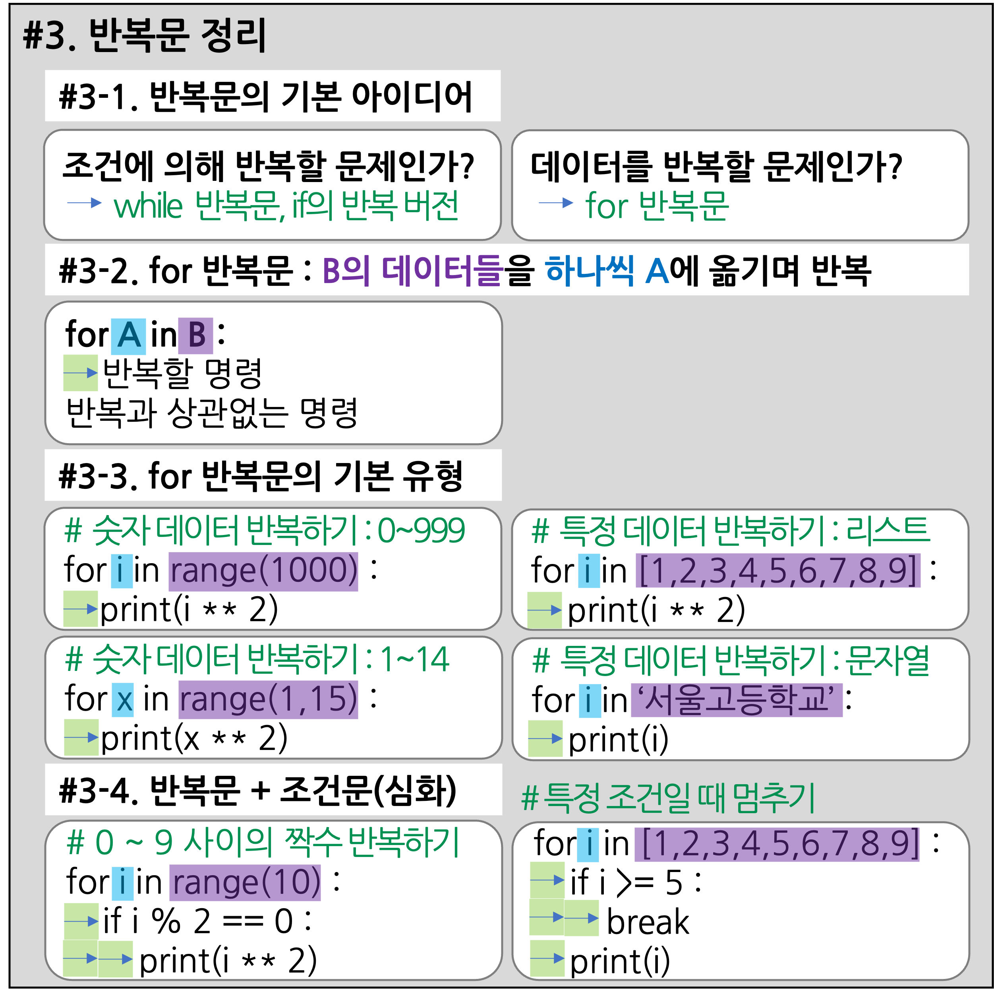 #3. 반복문 정리
#3-1. 반복문의 기본 아이디어
조건에 의해 반복할 문제인가?
while 반복문, if의 반복 버전
데이터를 반복할 문제인가?
for 반복문
#3-2. for 반복문 : B의 데이터들을 하나씩 A에 옮기며 반복
for A in B :
반복할 명령
반복과 상관없는 명령
#3-3. for 반복문의 기본 유형
# 숫자 데이터 반복하기 : 0~999
for i in range(1000) :
print(i ** 2)
# 특정 데이터 반복하기 : 리스트
for i in [1,2,3,4,5,6,7,8,9] :
print(i ** 2)
# 숫자 데이터 반복하기 : 1~14
for x in range(1,15) :
print(x ** 2)
# 특정 데이터 반복하기 : 문자열
for i in ‘서울고등학교’ :
print(i)
#3-4. 반복문 + 조건문(심화)
# 0 ~ 9 사이의 짝수 반복하기
for i in range(10) :
if i % 2 == 0 :
print(i ** 2)
# 특정 조건일 때 멈추기
for i in [1,2,3,4,5,6,7,8,9] :
if i >= 5 :
break
print(i)